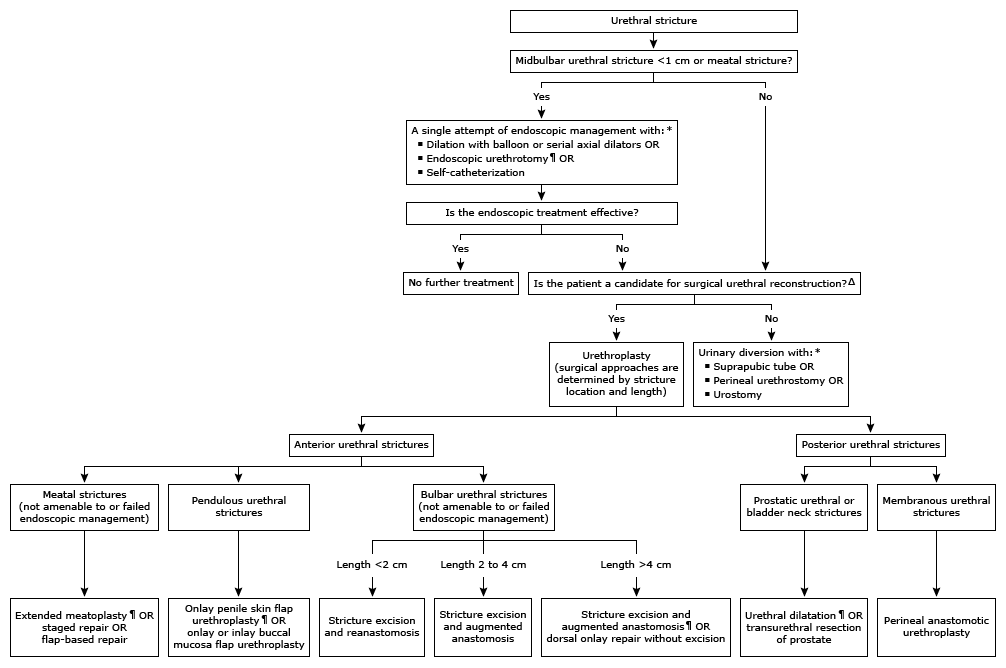 Urethral stricture
Midbulbar urethral stricture <1 cm or meatal stricture?
Yes
No
A single attempt of endoscopic management with:*
▪ Dilation with balloon or serial axial dilators OR
▪ Endoscopic urethrotomy¶ OR
▪ Self-catheterization
Is the endoscopic treatment effective?
Yes
No
No further treatment
Is the patient a candidate for surgical urethral reconstruction?Δ
Yes
No
Urethroplasty
(surgical approaches are
determined by stricture
location and length)
Urinary diversion with:*
▪ Suprapubic tube OR
▪ Perineal urethrostomy OR
▪ Urostomy
Anterior urethral strictures
Posterior urethral strictures
Meatal strictures
(not amenable to or failed
endoscopic management)
Pendulous urethral
strictures
Bulbar urethral strictures
(not amenable to or failed
endoscopic management)
Prostatic urethral or
bladder neck strictures
Membranous urethral
strictures
Length <2 cm
Length 2 to 4 cm
Length >4 cm
Extended meatoplasty¶ OR
staged repair OR
flap-based repair
Onlay penile skin flap
urethroplasty¶ OR
onlay or inlay buccal
mucosa flap urethroplasty
Stricture excision
and reanastomosis
Stricture excision
and augmented
anastomosis
Stricture excision and
augmented anastomosis¶ OR
dorsal onlay repair without excision
Urethral dilatation¶ OR
transurethral resection
of prostate
Perineal anastomotic
urethroplasty